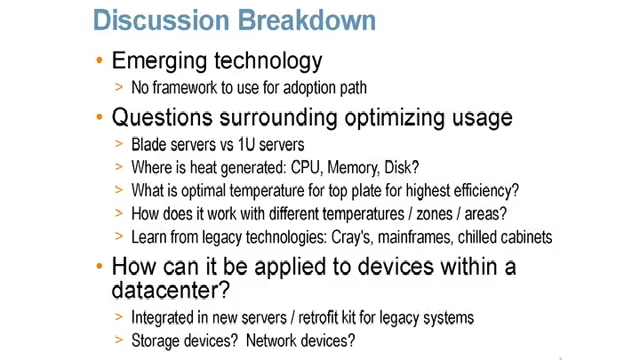 Discussion Breakdown
• Emerging technology
> No framework to use for adoption path
• Questions surrounding optimizing usage
> Blade servers vs 1U servers
> Where is heat generated: CPU, Memory, Disk?
> What is optimal temperature for top plate for highest efficiency?
> How does it work with different temperatures / zones / areas?
> Learn from legacy technologies: Cray's, mainframes, chilled cabinets
• How can it be applied to devices within a
datacenter?
> Integrated in new servers / retrofit kit for legacy systems
> Storage devices? Network devices?